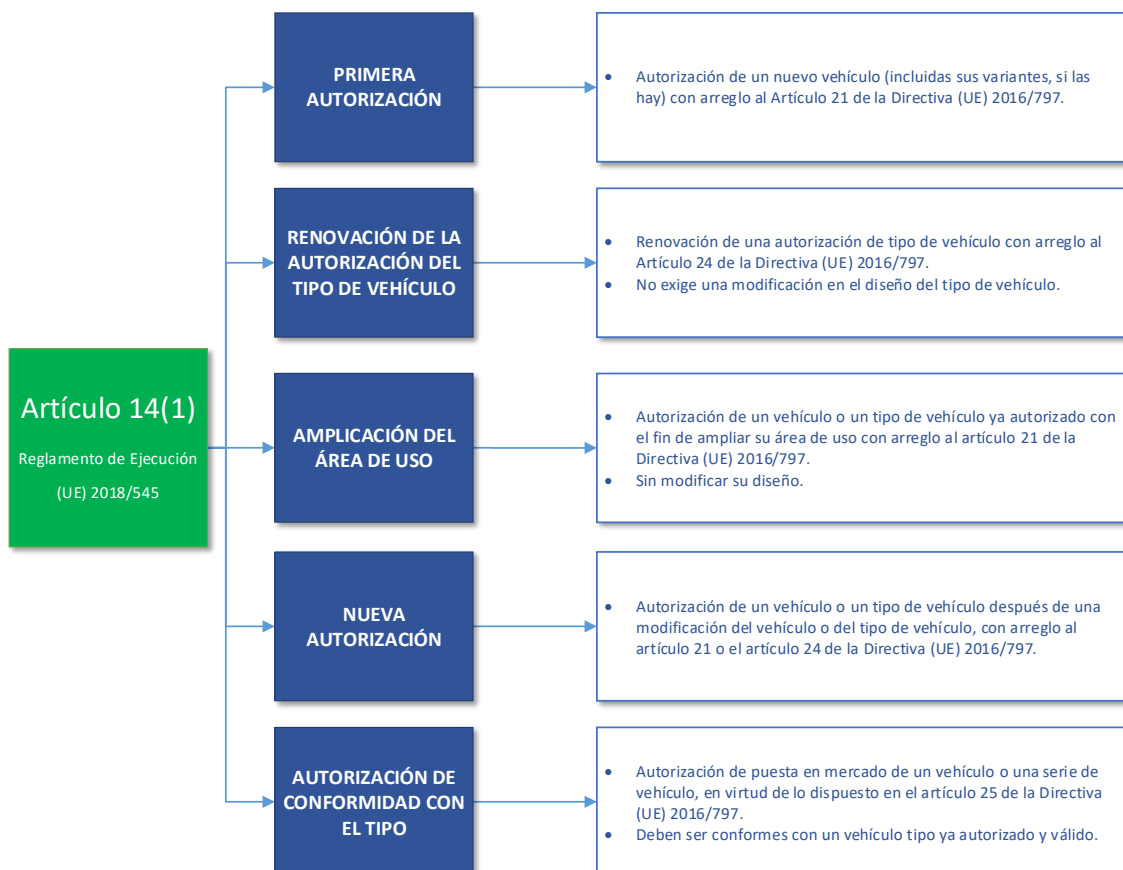 PRIMERA
AUTORIZACIÓN
• Autorización de un nuevo vehículo (incluidas sus variantes, si las
hay) con arreglo al Artículo 21 de la Directiva (UE) 2016/797.
RENOVACIÓN DE LA
AUTORIZACIÓN DEL
TIPO DE VEHÍCULO
• Renovación de una autorización de tipo de vehículo con arreglo al
Artículo 24 de la Directiva (UE) 2016/797.
• No exige una modificación en el diseño del tipo de vehículo.
Artículo 14(1)
Reglamento de Ejecución
(UE) 2018/545
AMPLICACIÓN DEL
ÁREA DE USO
• Autorización de un vehículo o un tipo de vehículo ya autorizado con
el fin de ampliar su área de uso con arreglo al artículo 21 de la
Directiva (UE) 2016/797.
• Sin modificar su diseño.
NUEVA
AUTORIZACIÓN
• Autorización de un vehículo o un tipo de vehículo después de una
modificación del vehículo o del tipo de vehículo, con arreglo al
artículo 21 o el artículo 24 de la Directiva (UE) 2016/797.
AUTORIZACIÓN DE
CONFORMIDAD CON
EL TIPO
• Autorización de puesta en mercado de un vehículo o una serie de
vehículo, en virtud de lo dispuesto en el artículo 25 de la Directiva
(UE) 2016/797.
• Deben ser conformes con un vehículo tipo ya autorizado y válido.